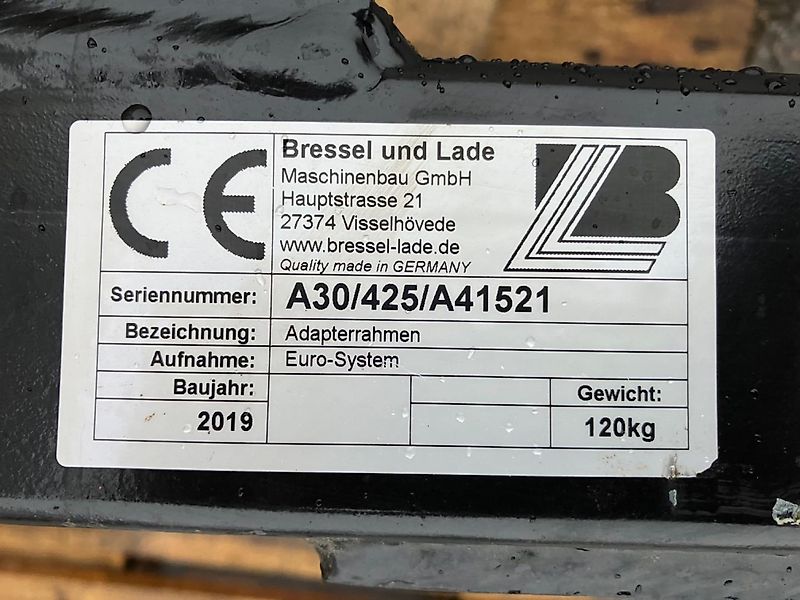 CE
Bressel und Lade
Maschinenbau GmbH
Hauptstrasse 21
27374 Visselhövede
www.bressel-lade.de
Quality made in GERMANY
LB
Seriennummer: A30/425/A41521
Bezeichnung: Adapterrahmen
Aufnahme: Euro-System
Baujahr: Gewicht:
2019 120kg